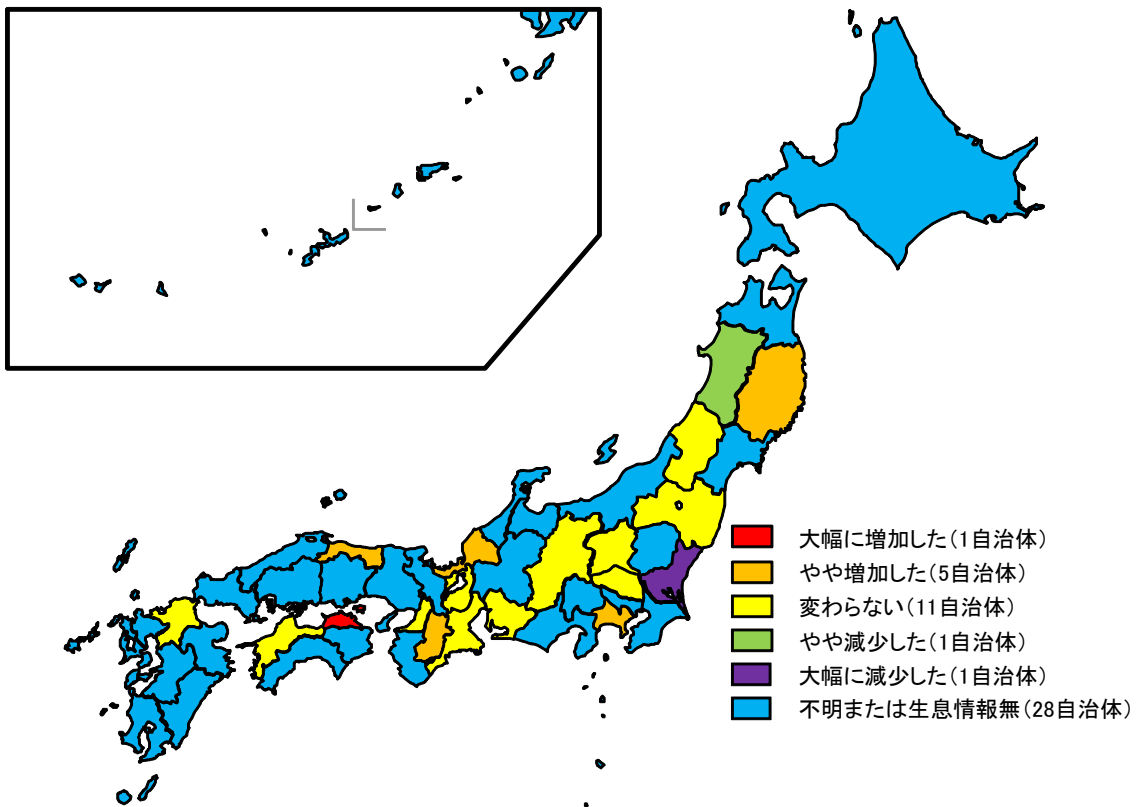 大幅に増加した(1自治体)
やや増加した(5自治体)
変わらない(11自治体)
やや減少した(1自治体)
大幅に減少した(1自治体)
不明または生息情報無(28自治体)